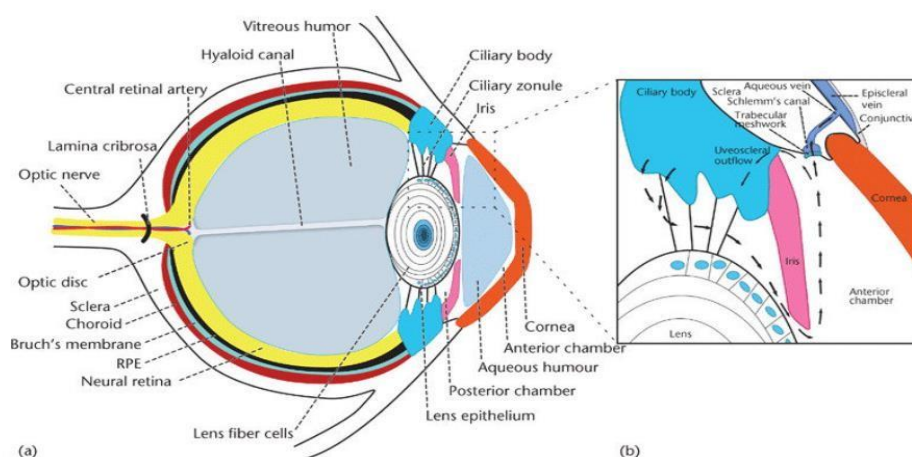 Vitreous humor
Hyaloid canal
Central retinal artery
Lamina cribrosa
Optic nerve
Optic disc
Sclera
Choroid
Bruch's membrane
RPE
Neural retina
Lens fiber cells
Ciliary body
Ciliary zonule
Iris
Cornea
Anterior chamber
Aqueous humour
Posterior chamber
Lens epithelium
(a)
Ciliary body
Sclera
Aqueous vein
Schlemm's canal
Trabecular
meshwork
Uveoscleral
outflow
Episcleral
vein
Conjunctiv
Cornea
Iris
Anterior
chamber
Lens
(b)